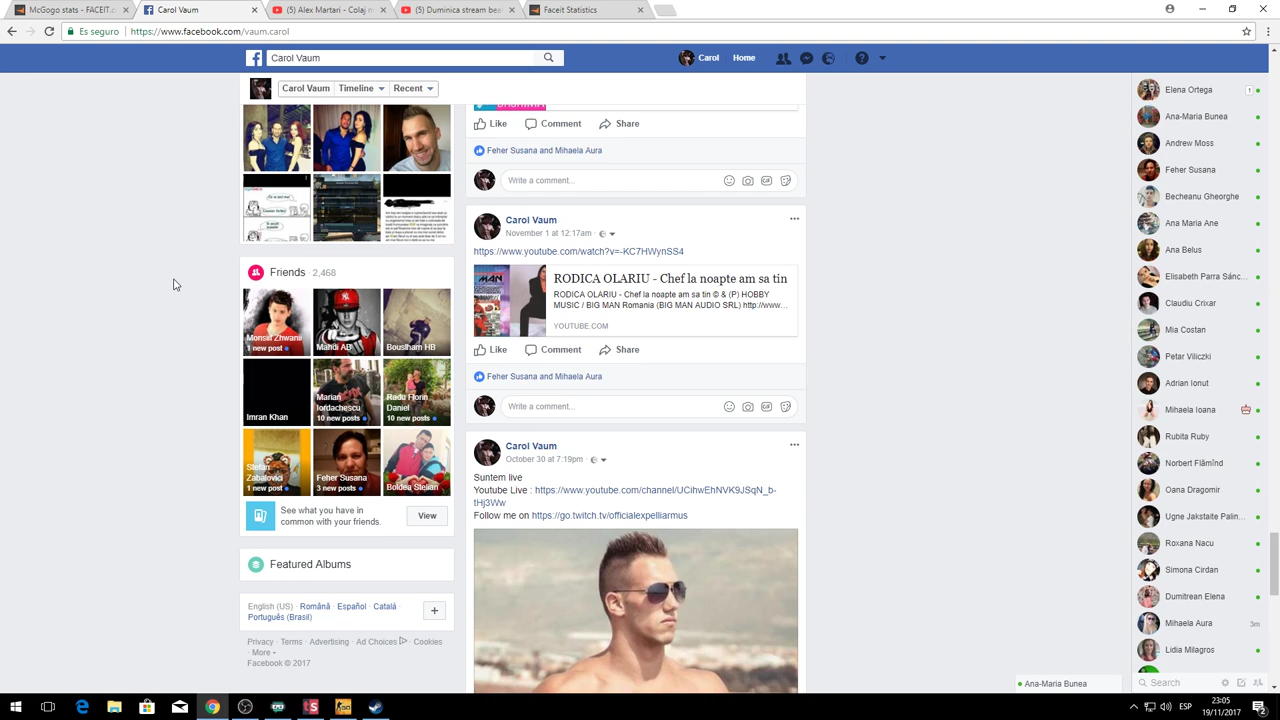 McGogo stats - FACEIT.c
Carol Vaum
(5) Alex Martari - Colaj n
(5) Duminica stream bea
Faceit Statistics
Es seguro
https://www.facebook.com/vaum.carol
Carol Vaum
Carol
Home
Carol Vaum
Timeline
Recent
Like
Comment
Share
Feher Susana and Mihaela Aura
Write a comment...
Carol Vaum
November 1 at 12:17am
https://www.youtube.com/watch?v=-KC7HWynSS4
RODICA OLARIU - Chef la noapte am sa tin
RODICA OLARIU - Chef la noapte am sa tin © & (P) HOBBY
MUSIC / BIG MAN Romania (BIG MAN AUDIO SRL) http://www...
YOUTUBE.COM
Like
Comment
Share
Feher Susana and Mihaela Aura
Write a comment...
Carol Vaum
October 30 at 7:19pm
Suntem live
Youtube Live : https://www.youtube.com/channel/UCihwEhNVK9JSqN_b-
tHj3Ww
Follow me on https://go.twitch.tv/officialexpelliarmus
Friends · 2,468
Monsiif Zhwanii
1 new post
Mahdi AB
Bouslham HB
Imran Khan
Marian
Iordachescu
10 new posts
Radu Florin
Daniel
10 new posts
Stefan
Zabalovici
1 new post
Feher Susana
3 new posts
Boldea Stelian
See what you have in
common with your friends.
View
Featured Albums
English (US) · Română · Español · Català ·
Português (Brasil)
Privacy · Terms · Advertising · Ad Choices · Cookies
· More
Facebook © 2017
Elena Ortega
1
Ana-Maria Bunea
Andrew Moss
Feher Susana
Becheanu Gheorghe
Ana Maria Ane
Ana Belus
Elisabeth Parra Sánc...
Claudiu Crixar
Mia Costan
Petar Viliczki
Adrian Ionut
Mihaela Ioana
Rubita Ruby
Norbert Flămînd
Oana Dragomir
Ugne Jakstaite Palin...
Roxana Nacu
Simona Cirdan
Dumitrean Elena
Mihaela Aura
3m
Lidia Milagros
Ana-Maria Bunea
Search
ESP
23:05
19/11/2017
2